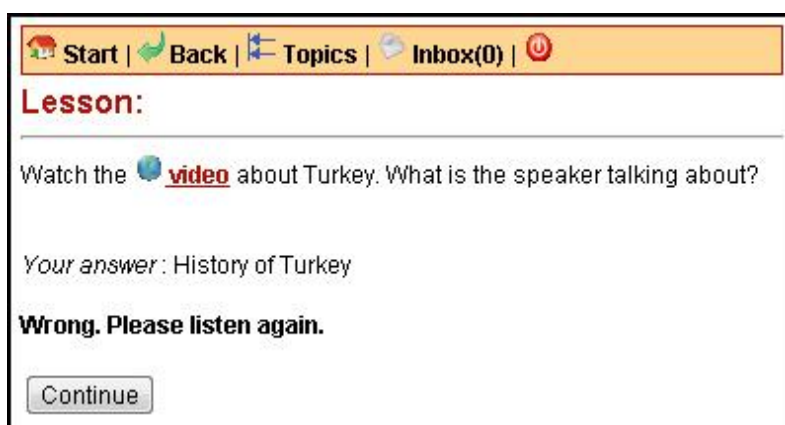 Start | Back | Topics | Inbox(0) |
Lesson:
Watch the video about Turkey. What is the speaker talking about?
Your answer : History of Turkey
Wrong. Please listen again.
Continue